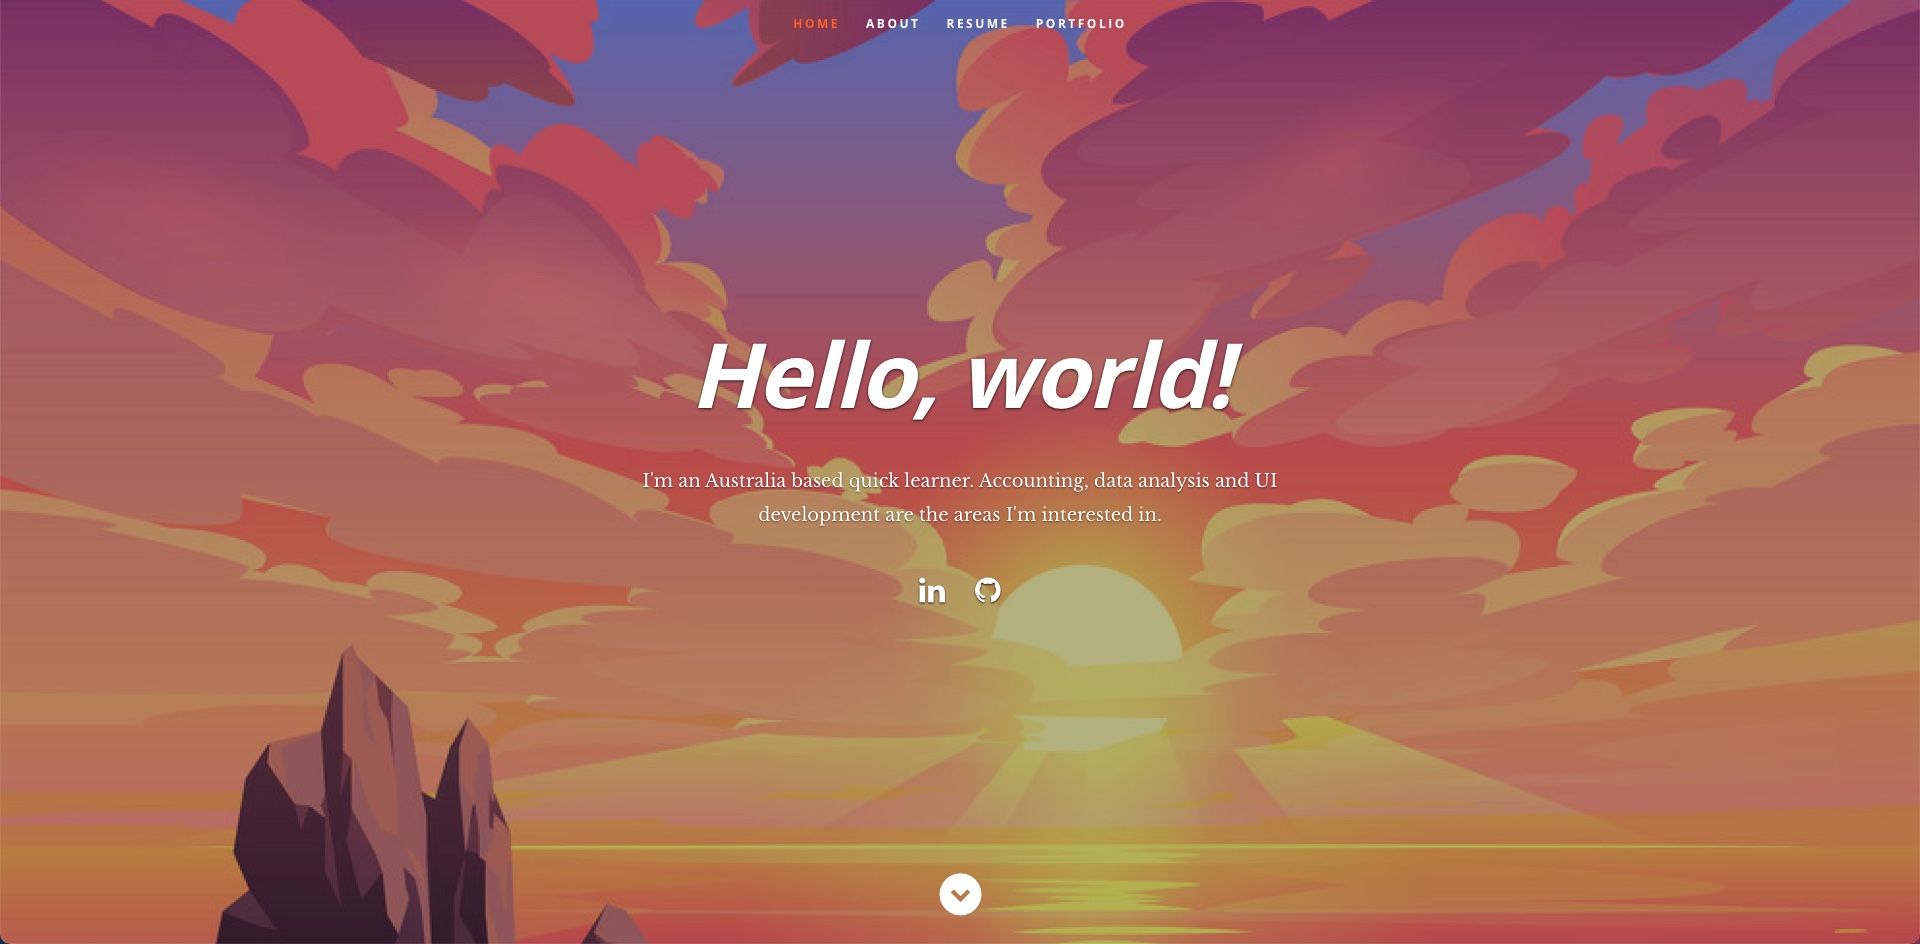 HOME ABOUT RESUME PORTFOLIO
Hello, world!
I'm an Australia based quick learner. Accounting, data analysis and UI
development are the areas I'm interested in.
in